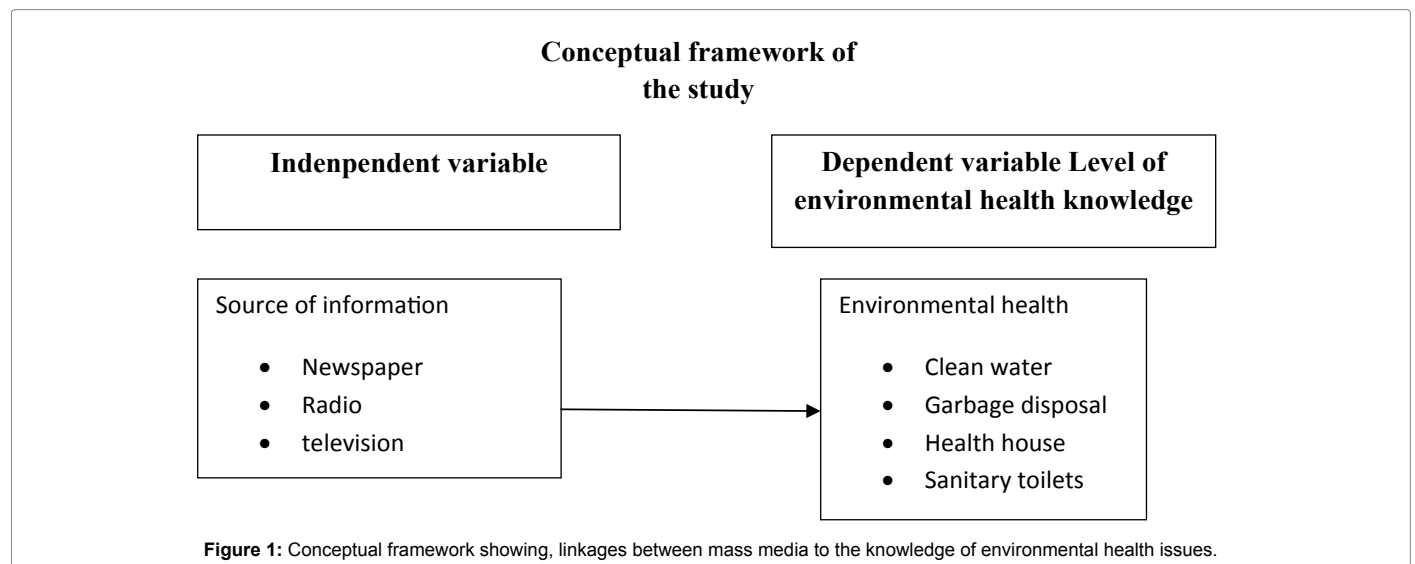 Conceptual framework of
the study
Indenpendent variable
Dependent variable Level of
environmental health knowledge
Source of information
• Newspaper
• Radio
• television
Environmental health
• Clean water
• Garbage disposal
• Health house
• Sanitary toilets
Figure 1: Conceptual framework showing, linkages between mass media to the knowledge of environmental health issues.